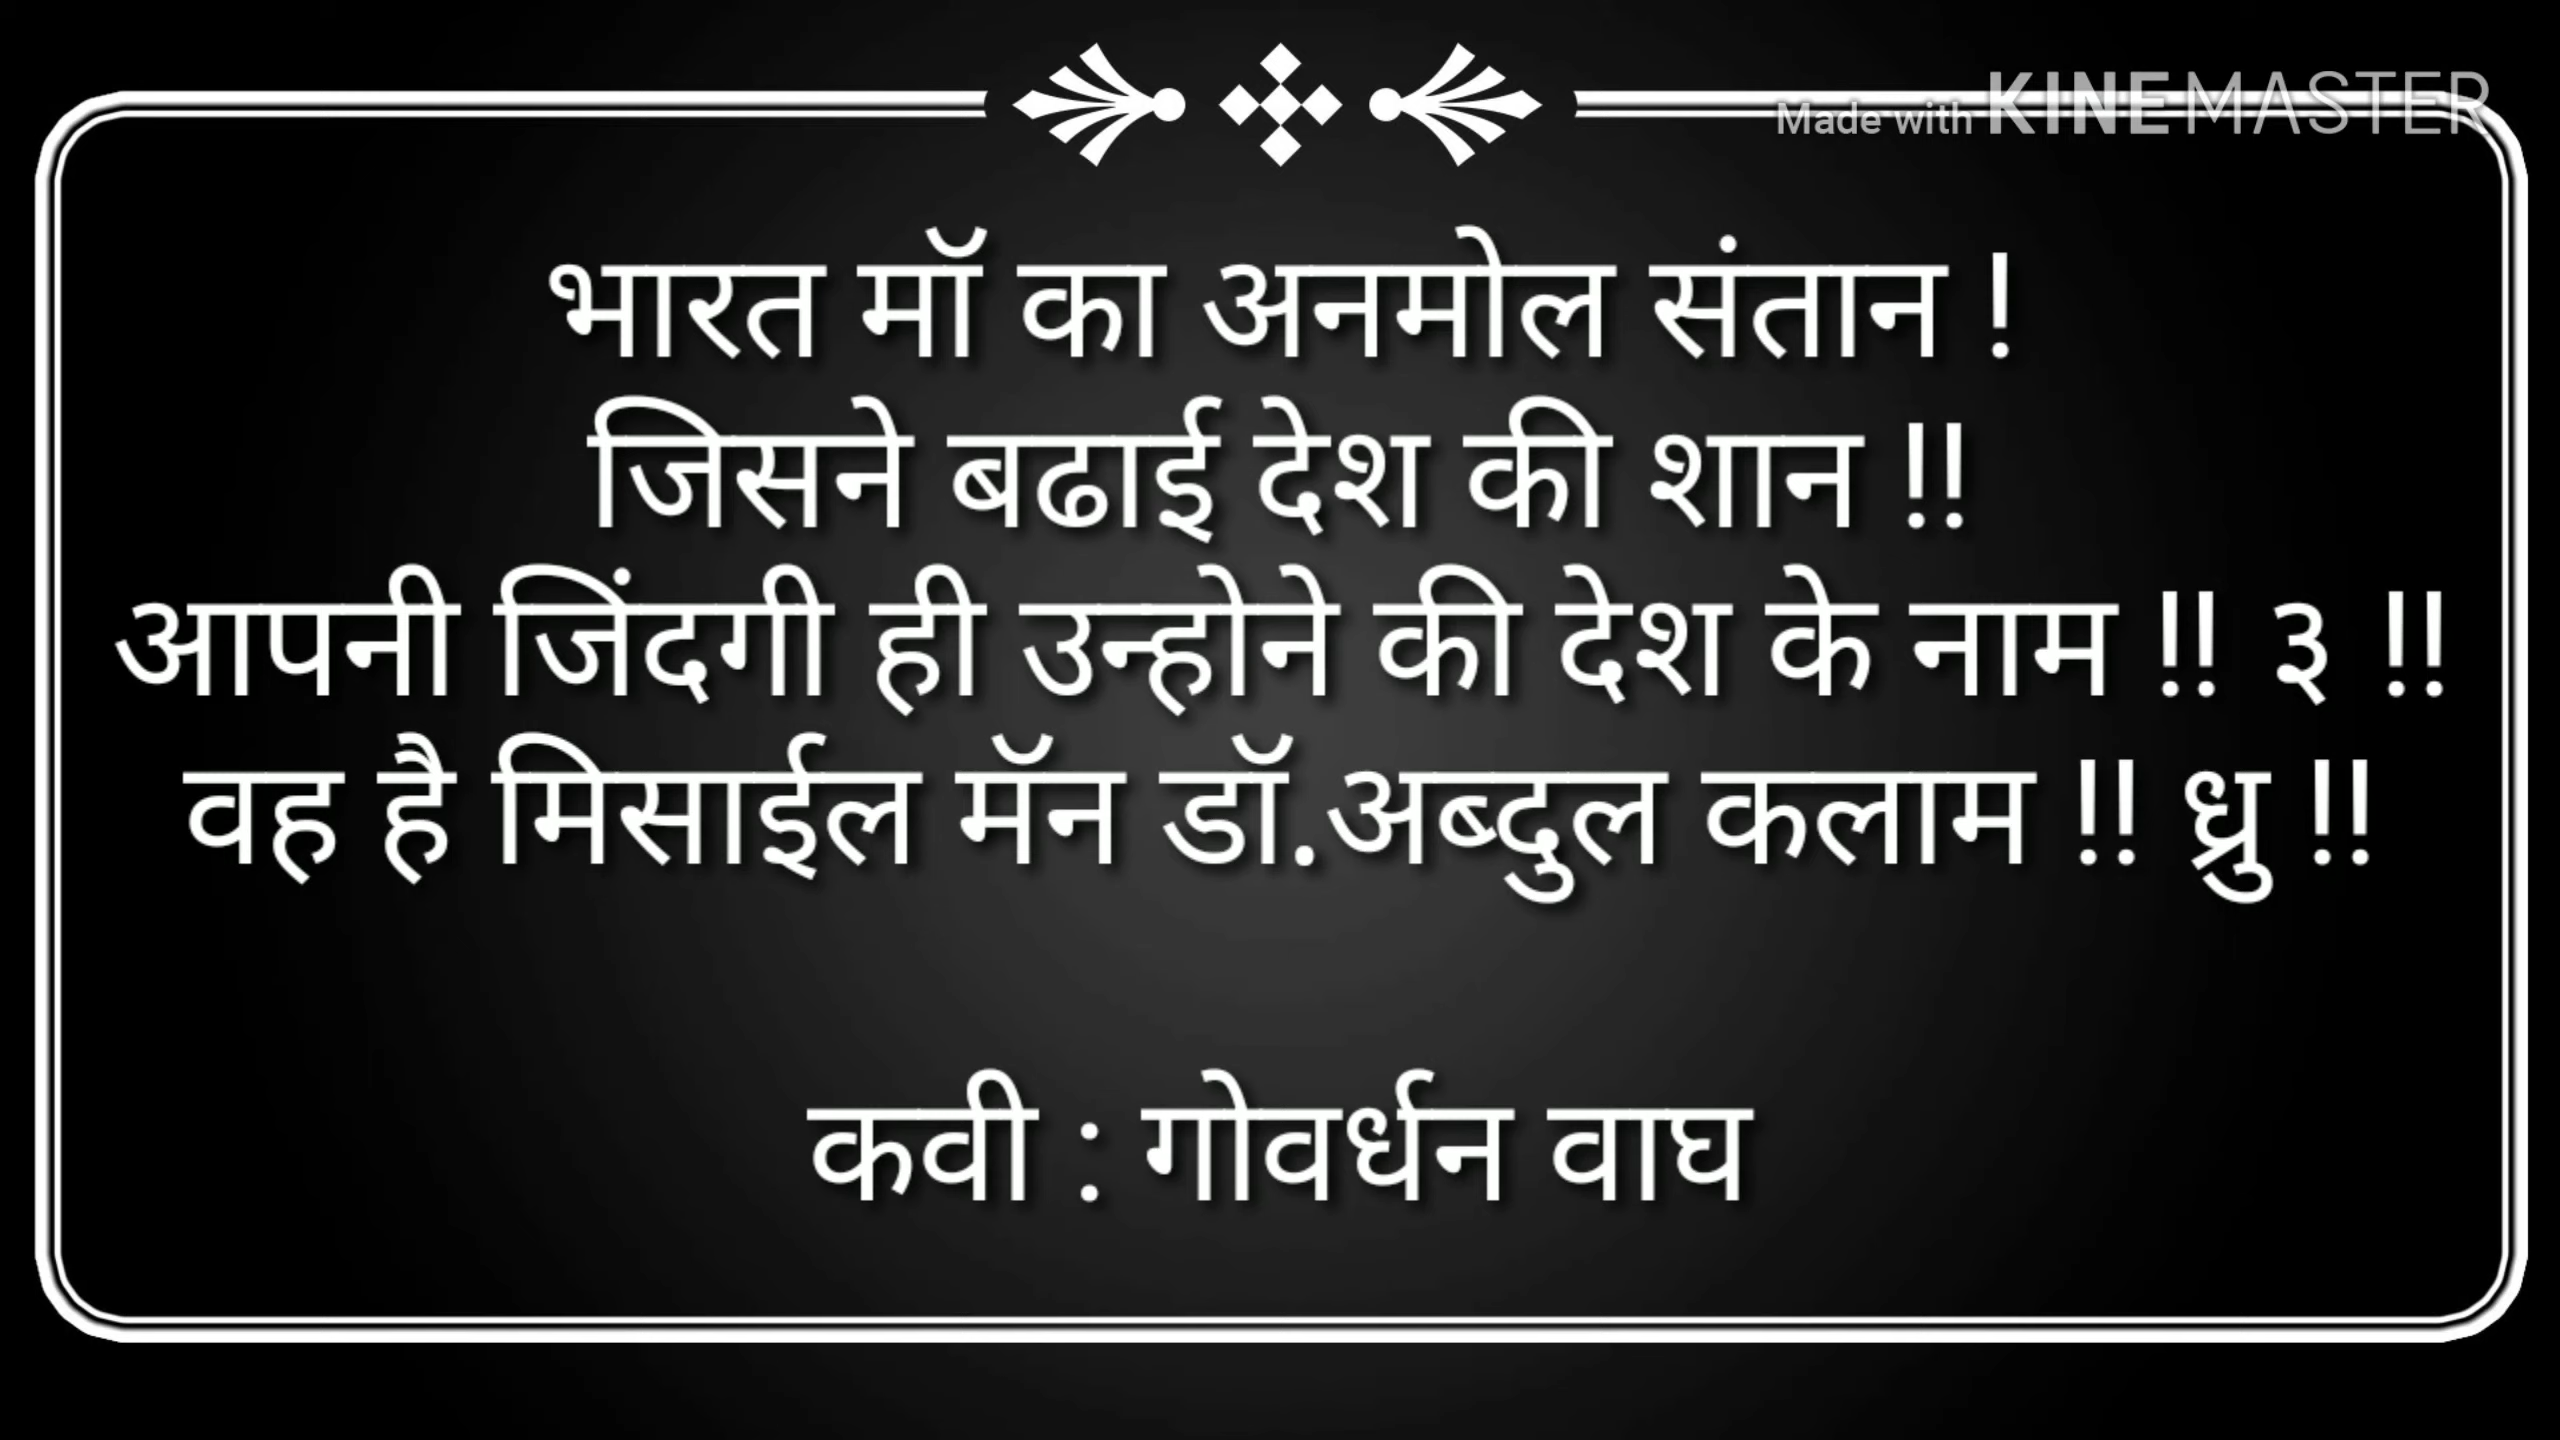 Made with KINEMASTER
भारत मॉ का अनमोल संतान !
जिसने बढाई देश की शान !!
आपनी जिंदगी ही उन्होने की देश के नाम !! ३ !!
वह है मिसाईल मॅन डॉ.अब्दुल कलाम !! ध्रु !!
कवी : गोवर्धन वाघ